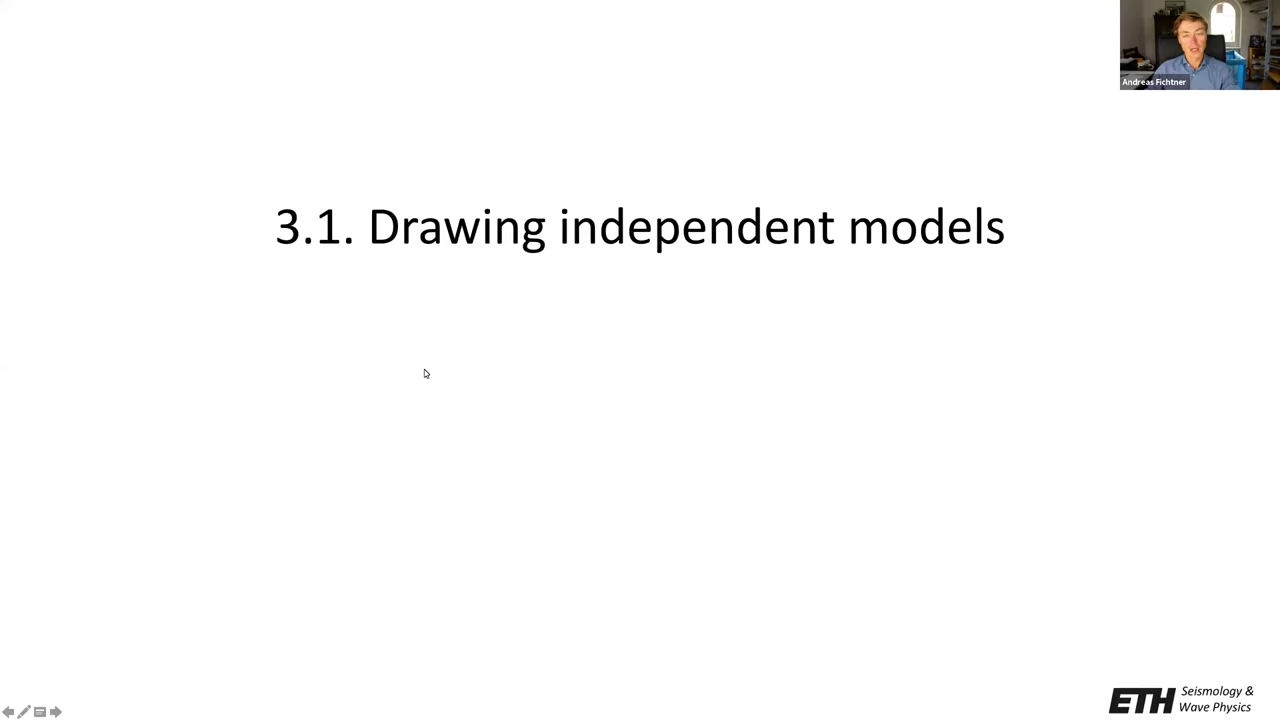 Andreas Fichtner
3.1. Drawing independent models
ETH Seismology &
Wave Physics